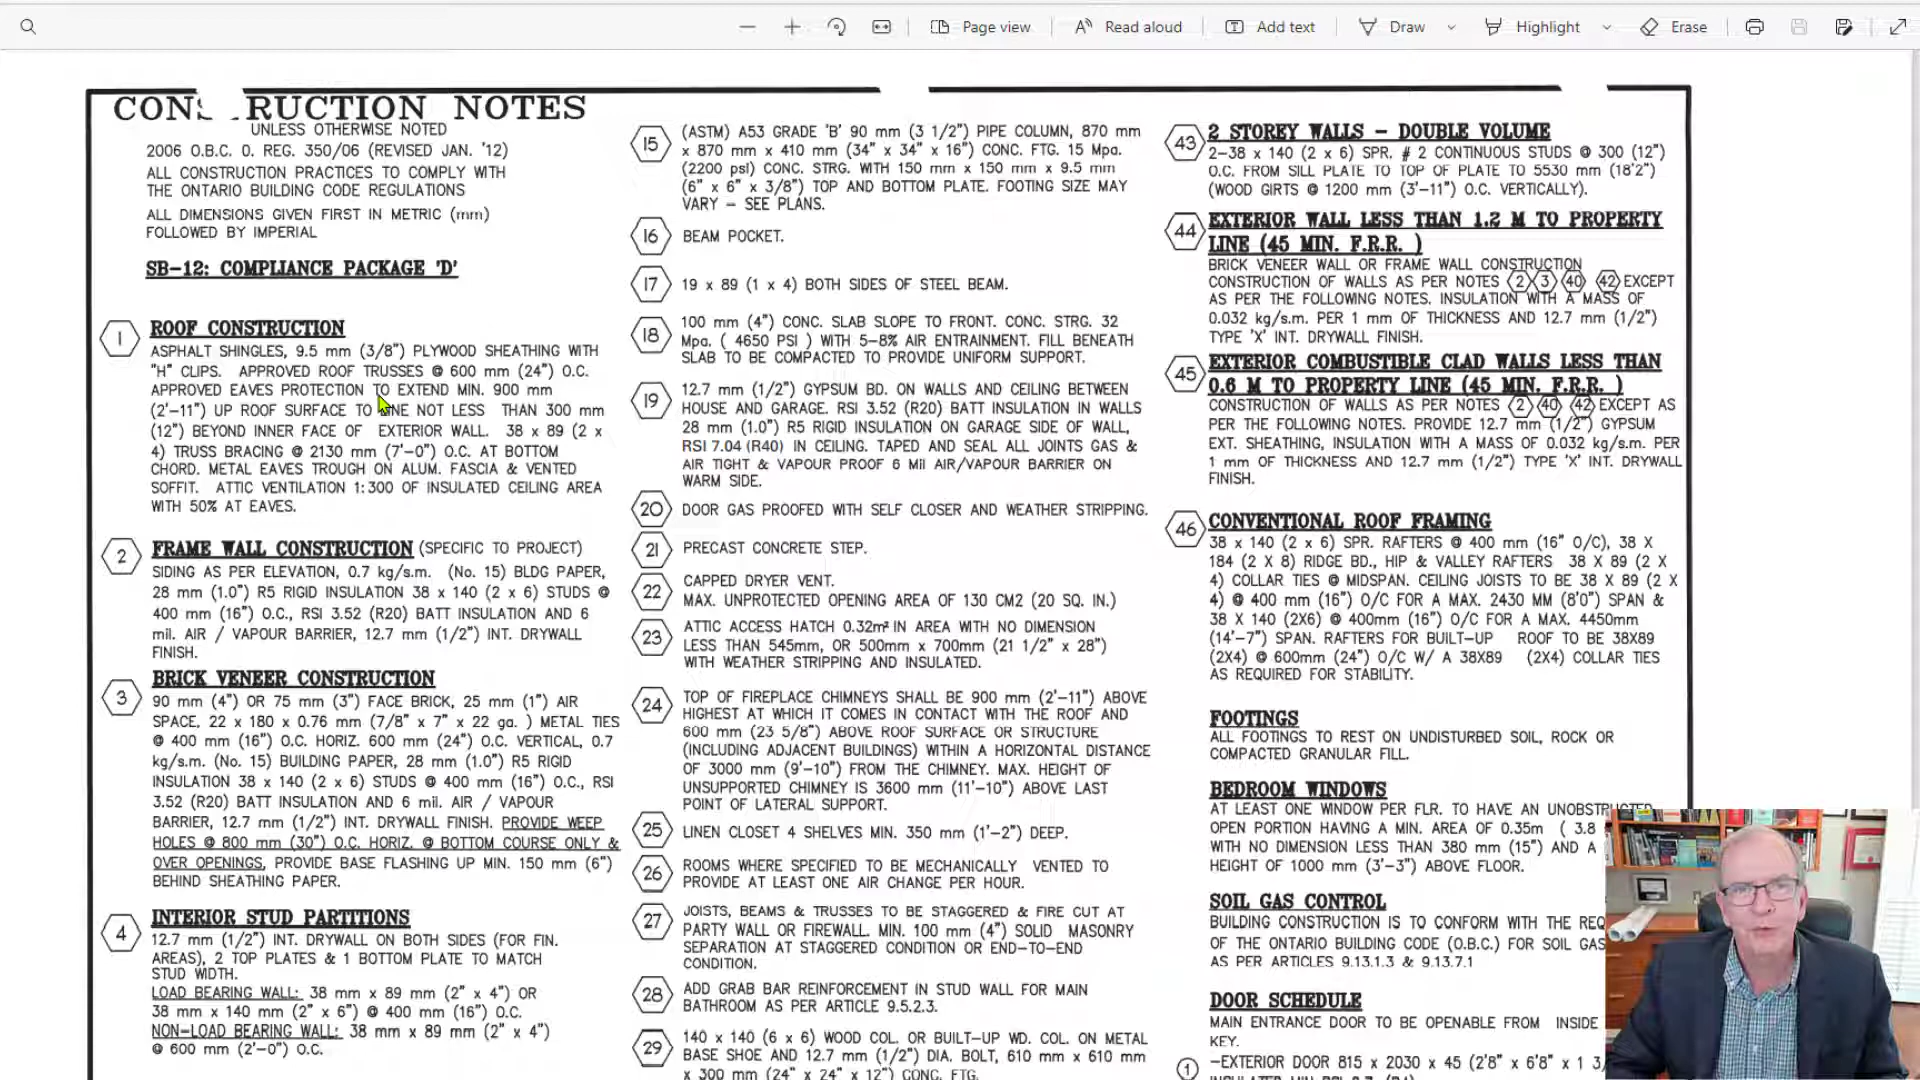 Page view
Read aloud
Add text
Draw
Highlight
Erase
RUCTION NOTES
UNLESS OTHERWISE NOTED
2006 O.B.C. O. REG. 350/06 (REVISED JAN. '12)
ALL CONSTRUCTION PRACTICES TO COMPLY WITH
THE ONTARIO BUILDING CODE REGULATIONS
ALL DIMENSIONS GIVEN FIRST IN METRIC (mm)
FOLLOWED BY IMPERIAL
SB-12: COMPLIANCE PACKAGE 'D'
1
ROOF CONSTRUCTION
ASPHALT SHINGLES, 9.5 mm (3/8") PLYWOOD SHEATHING WITH
"H" CLIPS. APPROVED ROOF TRUSSES @ 600 mm (24") O.C.
APPROVED EAVES PROTECTION TO EXTEND MIN. 900 mm
(2'-11") UP ROOF SURFACE TO NOT LESS THAN 300 mm
(12") BEYOND INNER FACE OF EXTERIOR WALL. 38 x 89 (2 x
4) TRUSS BRACING @ 2130 mm (7'-0") O.C. AT BOTTOM
CHORD. METAL EAVES TROUGH ON ALUM. FASCIA & VENTED
SOFFIT. ATTIC VENTILATION 1:300 OF INSULATED CEILING AREA
WITH 50% AT EAVES.
2
FRAME WALL CONSTRUCTION (SPECIFIC TO PROJECT)
SIDING AS PER ELEVATION, 0.7 kg/s.m. (No. 15) BLDG PAPER,
28 mm (1.0") R5 RIGID INSULATION 38 x 140 (2 x 6) STUDS @
400 mm (16") O.C., RSI 3.52 (R20) BATT INSULATION AND 6
mil. AIR / VAPOUR BARRIER, 12.7 mm (1/2") INT. DRYWALL
FINISH.
3
BRICK VENEER CONSTRUCTION
90 mm (4") OR 75 mm (3") FACE BRICK, 25 mm (1") AIR
SPACE, 22 x 180 x 0.76 mm (7/8" x 7" x 22 ga. ) METAL TIES
@ 400 mm (16") O.C. HORIZ. 600 mm (24") O.C. VERTICAL, 0.7
kg/s.m. (No. 15) BUILDING PAPER, 28 mm (1.0") R5 RIGID
INSULATION 38 x 140 (2 x 6) STUDS @ 400 mm (16") O.C., RSI
3.52 (R20) BATT INSULATION AND 6 mil. AIR / VAPOUR
BARRIER, 12.7 mm (1/2") INT. DRYWALL FINISH. PROVIDE WEEP
HOLES @ 800 mm (30") O.C. HORIZ. @ BOTTOM COURSE ONLY &
OVER OPENINGS, PROVIDE BASE FLASHING UP MIN. 150 mm (6")
BEHIND SHEATHING PAPER.
4
INTERIOR STUD PARTITIONS
12.7 mm (1/2") INT. DRYWALL ON BOTH SIDES (FOR FIN.
AREAS), 2 TOP PLATES & 1 BOTTOM PLATE TO MATCH
STUD WIDTH.
LOAD BEARING WALL: 38 mm x 89 mm (2" x 4") OR
38 mm x 140 mm (2" x 6") @ 400 mm (16") O.C.
NON-LOAD BEARING WALL: 38 mm x 89 mm (2" x 4")
@ 600 mm (2'-0") O.C.
15
(ASTM) A53 GRADE 'B' 90 mm (3 1/2") PIPE COLUMN, 870 mm
x 870 mm x 410 mm (34" x 34" x 16") CONC. FTG. 15 Mpa.
(2200 psi) CONC. STRG. WITH 150 mm x 150 mm x 9.5 mm
(6" x 6" x 3/8") TOP AND BOTTOM PLATE. FOOTING SIZE MAY
VARY - SEE PLANS.
16
BEAM POCKET.
17
19 x 89 (1 x 4) BOTH SIDES OF STEEL BEAM.
18
100 mm (4") CONC. SLAB SLOPE TO FRONT. CONC. STRG. 32
Mpa. ( 4650 PSI ) WITH 5-8% AIR ENTRAINMENT. FILL BENEATH
SLAB TO BE COMPACTED TO PROVIDE UNIFORM SUPPORT.
19
12.7 mm (1/2") GYPSUM BD. ON WALLS AND CEILING BETWEEN
HOUSE AND GARAGE. RSI 3.52 (R20) BATT INSULATION IN WALLS
28 mm (1.0") R5 RIGID INSULATION ON GARAGE SIDE OF WALL,
RSI 7.04 (R40) IN CEILING. TAPED AND SEAL ALL JOINTS GAS &
AIR TIGHT & VAPOUR PROOF 6 Mil AIR/VAPOUR BARRIER ON
WARM SIDE.
20
DOOR GAS PROOFED WITH SELF CLOSER AND WEATHER STRIPPING.
21
PRECAST CONCRETE STEP.
22
CAPPED DRYER VENT.
MAX. UNPROTECTED OPENING AREA OF 130 CM2 (20 SQ. IN.)
23
ATTIC ACCESS HATCH 0.32m² IN AREA WITH NO DIMENSION
LESS THAN 545mm, OR 500mm x 700mm (21 1/2" x 28")
WITH WEATHER STRIPPING AND INSULATED.
24
TOP OF FIREPLACE CHIMNEYS SHALL BE 900 mm (2'-11") ABOVE
HIGHEST AT WHICH IT COMES IN CONTACT WITH THE ROOF AND
600 mm (23 5/8") ABOVE ROOF SURFACE OR STRUCTURE
(INCLUDING ADJACENT BUILDINGS) WITHIN A HORIZONTAL DISTANCE
OF 3000 mm (9'-10") FROM THE CHIMNEY. MAX. HEIGHT OF
UNSUPPORTED CHIMNEY IS 3600 mm (11'-10") ABOVE LAST
POINT OF LATERAL SUPPORT.
25
LINEN CLOSET 4 SHELVES MIN. 350 mm (1'-2") DEEP.
26
ROOMS WHERE SPECIFIED TO BE MECHANICALLY VENTED TO
PROVIDE AT LEAST ONE AIR CHANGE PER HOUR.
27
JOISTS, BEAMS & TRUSSES TO BE STAGGERED & FIRE CUT AT
PARTY WALL OR FIREWALL. MIN. 100 mm (4") SOLID MASONRY
SEPARATION AT STAGGERED CONDITION OR END-TO-END
CONDITION.
28
ADD GRAB BAR REINFORCEMENT IN STUD WALL FOR MAIN
BATHROOM AS PER ARTICLE 9.5.2.3.
29
140 x 140 (6 x 6) WOOD COL. OR BUILT-UP WD. COL. ON METAL
BASE SHOE AND 12.7 mm (1/2") DIA. BOLT, 610 mm x 610 mm
x 300 mm (24" x 24" x 12") CONC. FTG.
43
2 STOREY WALLS - DOUBLE VOLUME
2-38 x 140 (2 x 6) SPR. # 2 CONTINUOUS STUDS @ 300 (12")
O.C. FROM SILL PLATE TO TOP OF PLATE TO 5530 mm (18'2")
(WOOD GIRTS @ 1200 mm (3'-11") O.C. VERTICALLY).
44
EXTERIOR WALL LESS THAN 1.2 M TO PROPERTY
LINE (45 MIN. F.R.R. )
BRICK VENEER WALL OR FRAME WALL CONSTRUCTION
CONSTRUCTION OF WALLS AS PER NOTES 2 3 40 42 EXCEPT
AS PER THE FOLLOWING NOTES. INSULATION WITH A MASS OF
0.032 kg/s.m. PER 1 mm OF THICKNESS AND 12.7 mm (1/2")
TYPE 'X' INT. DRYWALL FINISH.
45
EXTERIOR COMBUSTIBLE CLAD WALLS LESS THAN
0.6 M TO PROPERTY LINE (45 MIN. F.R.R. )
CONSTRUCTION OF WALLS AS PER NOTES 2 40 42 EXCEPT AS
PER THE FOLLOWING NOTES. PROVIDE 12.7 mm (1/2") GYPSUM
EXT. SHEATHING, INSULATION WITH A MASS OF 0.032 kg/s.m. PER
1 mm OF THICKNESS AND 12.7 mm (1/2") TYPE 'X' INT. DRYWALL
FINISH.
46
CONVENTIONAL ROOF FRAMING
38 x 140 (2 x 6) SPR. RAFTERS @ 400 mm (16" O/C), 38 X
184 (2 X 8) RIDGE BD., HIP & VALLEY RAFTERS 38 X 89 (2 X
4) COLLAR TIES @ MIDSPAN. CEILING JOISTS TO BE 38 X 89 (2 X
4) @ 400 mm (16") O/C FOR A MAX. 2430 MM (8'0") SPAN &
38 X 140 (2X6) @ 400mm (16") O/C FOR A MAX. 4450mm
(14'-7") SPAN. RAFTERS FOR BUILT-UP ROOF TO BE 38X89
(2X4) @ 600mm (24") O/C W/ A 38X89 (2X4) COLLAR TIES
AS REQUIRED FOR STABILITY.
FOOTINGS
ALL FOOTINGS TO REST ON UNDISTURBED SOIL, ROCK OR
COMPACTED GRANULAR FILL.
BEDROOM WINDOWS
AT LEAST ONE WINDOW PER FLR. TO HAVE AN UNOBSTRUCTED
OPEN PORTION HAVING A MIN. AREA OF 0.35m ( 3.8
WITH NO DIMENSION LESS THAN 380 mm (15") AND A
HEIGHT OF 1000 mm (3'-3") ABOVE FLOOR.
SOIL GAS CONTROL
BUILDING CONSTRUCTION IS TO CONFORM WITH THE REQ
OF THE ONTARIO BUILDING CODE (O.B.C.) FOR SOIL GAS
AS PER ARTICLES 9.13.1.3 & 9.13.7.1
DOOR SCHEDULE
MAIN ENTRANCE DOOR TO BE OPENABLE FROM INSIDE
KEY.
1
-EXTERIOR DOOR 815 x 2030 x 45 (2'8" x 6'8" x 1 3